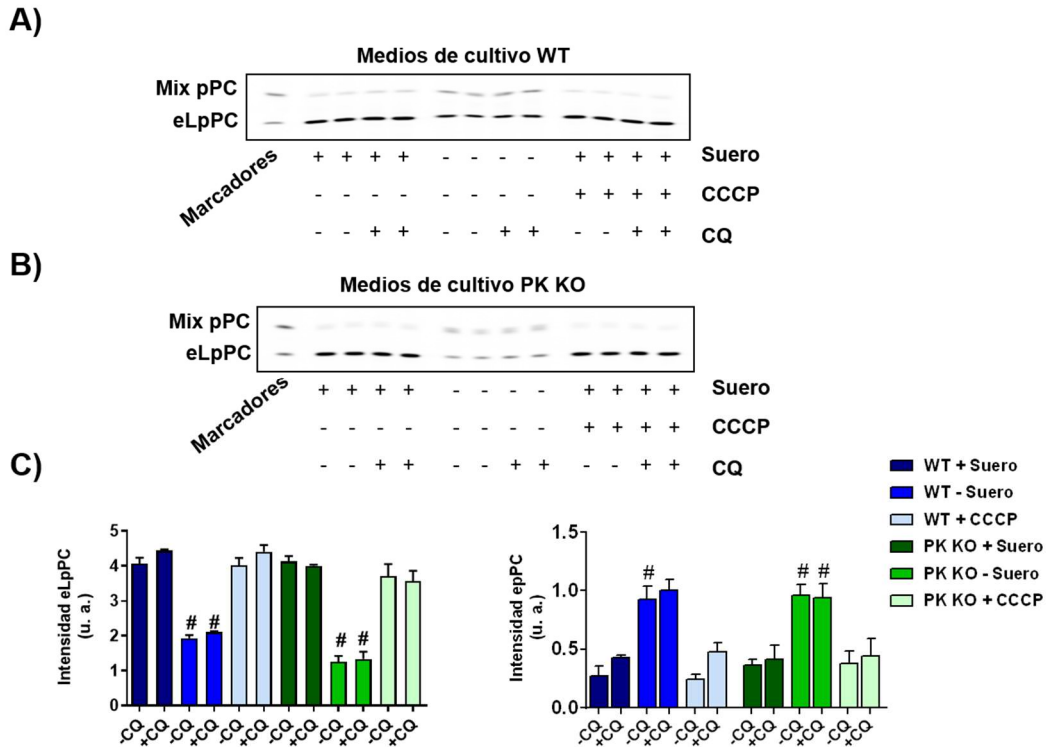 A)
Medios de cultivo WT
Mix pPC
eLpPC
Marcadores
+ + + + - - - - + + + + Suero
- - - - - - - - + + + + CCCP
- - + + - - + + - - + + CQ
B)
Medios de cultivo PK KO
Mix pPC
eLpPC
Marcadores
+ + + + - - - - + + + + Suero
- - - - - - - - + + + + CCCP
- - + + - - + + - - + + CQ
C)
Intensidad eLpPC
(u. a.)
5
4
3
2
1
0
# # # #
-CQ +CQ -CQ +CQ -CQ +CQ -CQ +CQ -CQ +CQ -CQ +CQ
Intensidad epPC
(u. a.)
1.5
1.0
0.5
0.0
# # #
-CQ +CQ -CQ +CQ -CQ +CQ -CQ +CQ -CQ +CQ -CQ +CQ
WT + Suero
WT - Suero
WT + CCCP
PK KO + Suero
PK KO - Suero
PK KO + CCCP